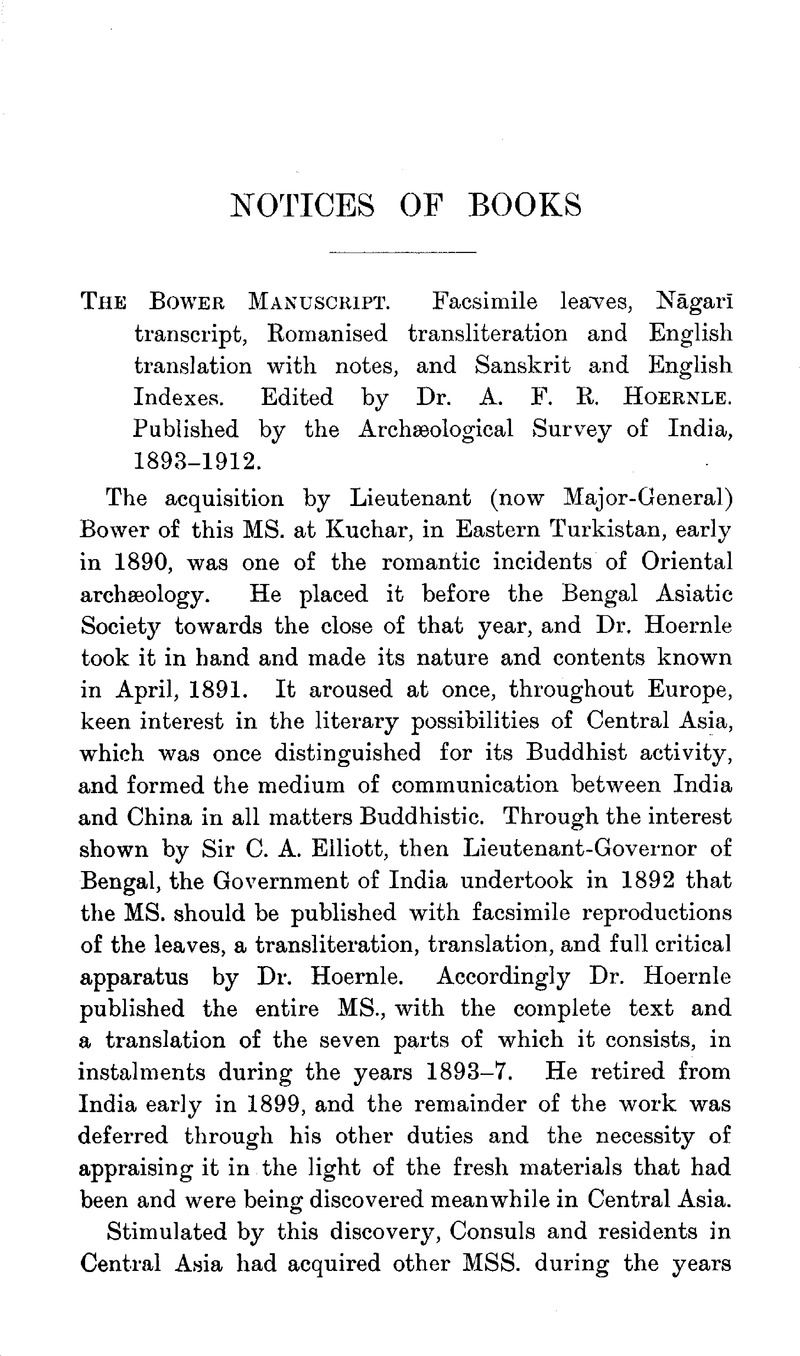 NOTICES OF BOOKS
The Bower Manuscript. Facsimile leaves, Nāgarī
transcript, Romanised transliteration and English
translation with notes, and Sanskrit and English
Indexes. Edited by Dr. A. F. R. Hoernle.
Published by the Archæological Survey of India,
1893–1912.
The acquisition by Lieutenant (now Major-General)
Bower of this MS. at Kuchar, in Eastern Turkistan, early
in 1890, was one of the romantic incidents of Oriental
archæology. He placed it before the Bengal Asiatic
Society towards the close of that year, and Dr. Hoernle
took it in hand and made its nature and contents known
in April, 1891. It aroused at once, throughout Europe,
keen interest in the literary possibilities of Central Asia,
which was once distinguished for its Buddhist activity,
and formed the medium of communication between India
and China in all matters Buddhistic. Through the interest
shown by Sir C. A. Elliott, then Lieutenant-Governor of
Bengal, the Government of India undertook in 1892 that
the MS. should be published with facsimile reproductions
of the leaves, a transliteration, translation, and full critical
apparatus by Dr. Hoernle. Accordingly Dr. Hoernle
published the entire MS., with the complete text and
a translation of the seven parts of which it consists, in
instalments during the years 1893–7. He retired from
India early in 1899, and the remainder of the work was
deferred through his other duties and the necessity of
appraising it in the light of the fresh materials that had
been and were being discovered meanwhile in Central Asia.
Stimulated by this discovery, Consuls and residents in
Central Asia had acquired other MSS. during the years